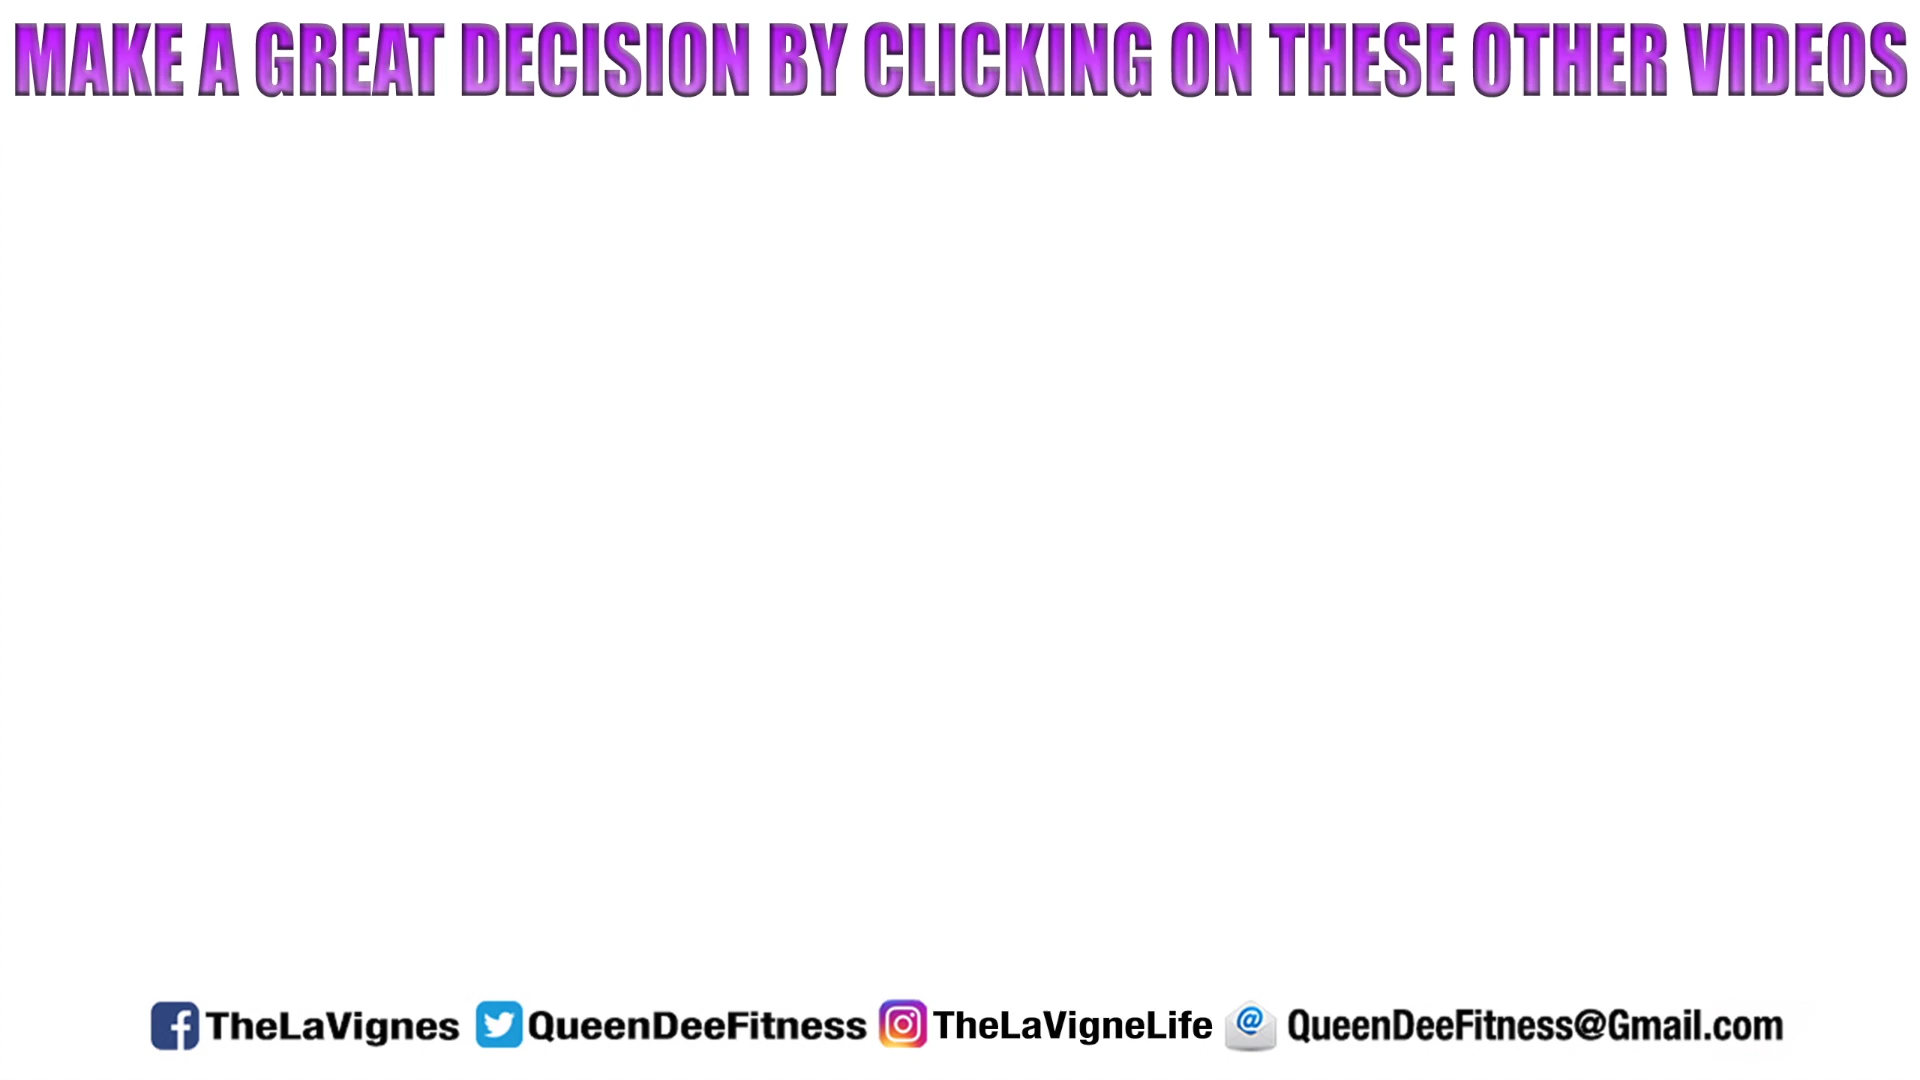 MAKE A GREAT DECISION BY CLICKING ON THESE OTHER VIDEOS
TheLaVignes QueenDeeFitness TheLaVigneLife QueenDeeFitness@Gmail.com